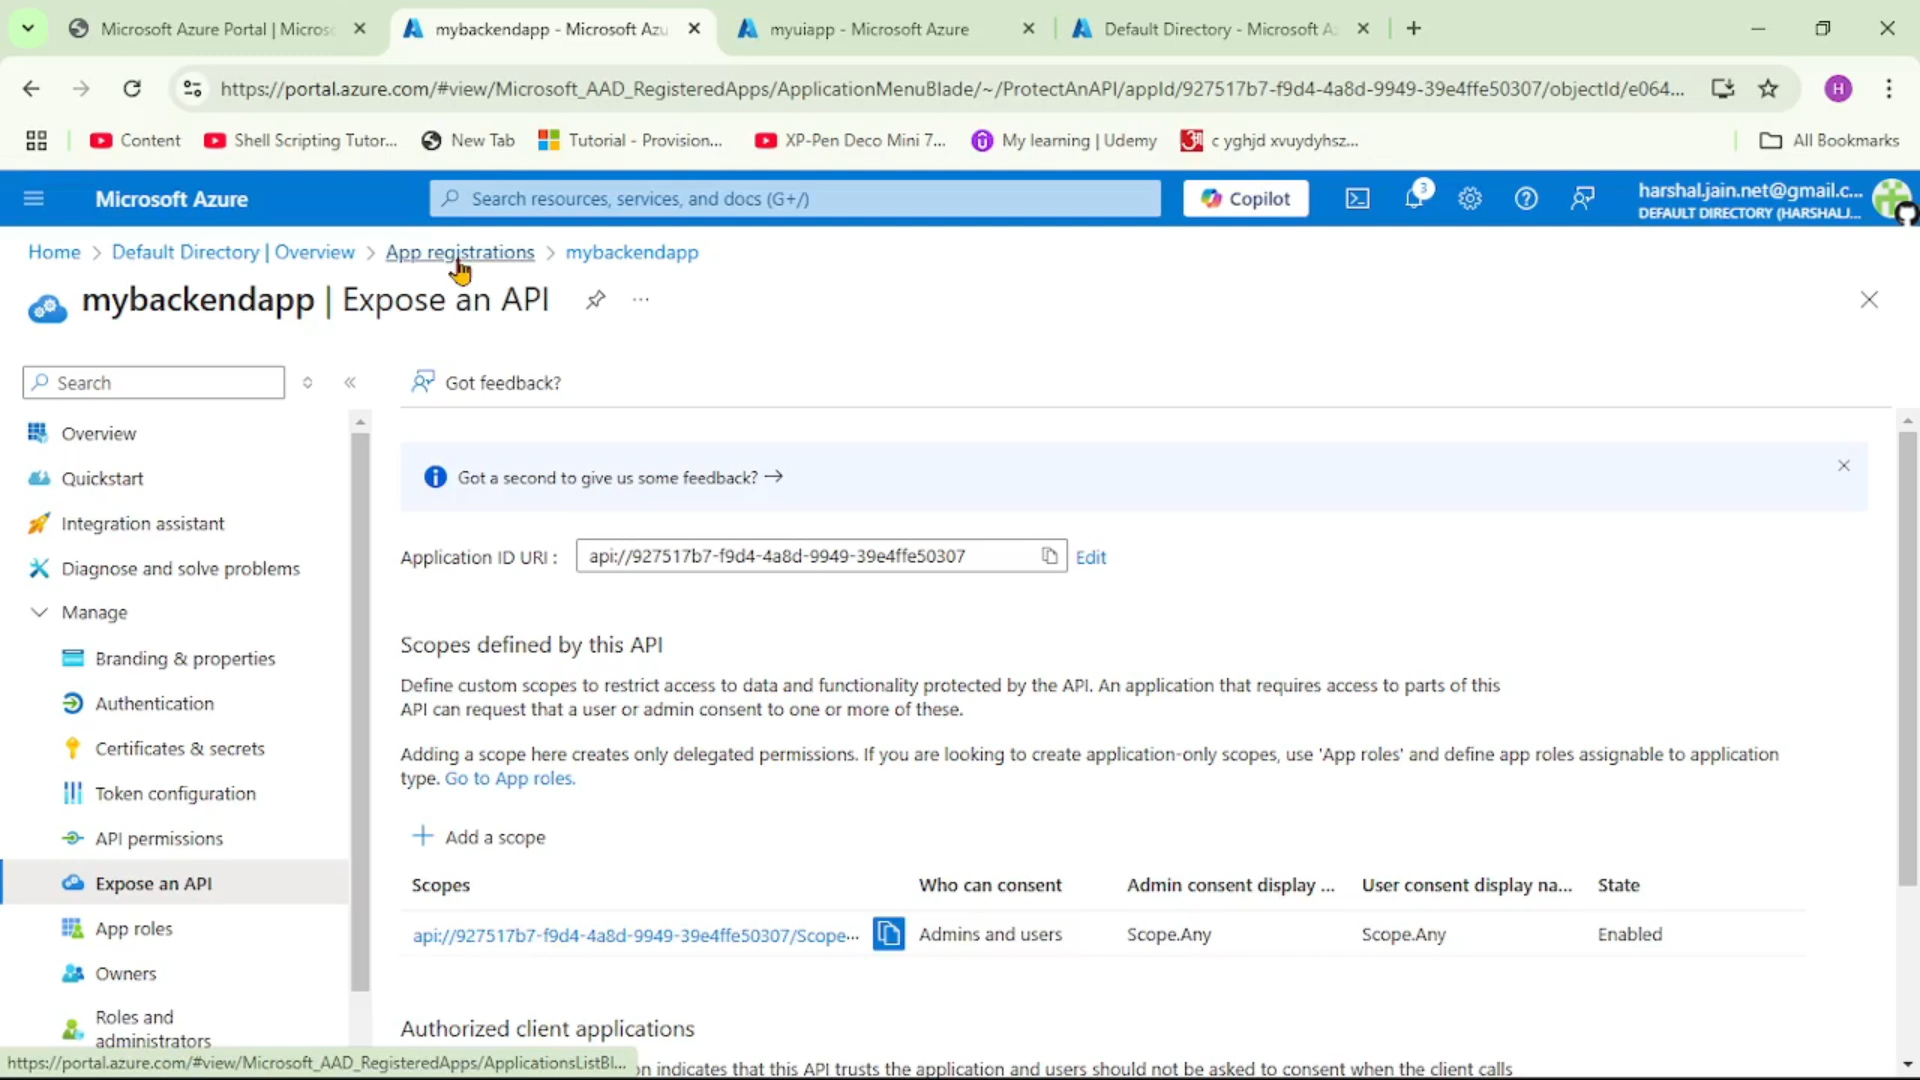 Microsoft Azure Portal | Micros
mybackendapp - Microsoft Azu
myuiapp - Microsoft Azure
Default Directory - Microsoft A
https://portal.azure.com/#view/Microsoft_AAD_RegisteredApps/ApplicationMenuBlade/~/ProtectAnAPI/appId/927517b7-f9d4-4a8d-9949-39e4ffe50307/objectId/e064...
H
Content
Shell Scripting Tutor...
New Tab
Tutorial - Provision...
XP-Pen Deco Mini 7...
My learning | Udemy
c yghjd xvuydyhsz...
All Bookmarks
Microsoft Azure
Search resources, services, and docs (G+/)
Copilot
3
harshal.jain.net@gmail.c...
DEFAULT DIRECTORY (HARSHALJ...
Home > Default Directory | Overview > App registrations > mybackendapp
mybackendapp | Expose an API
Search
Got feedback?
Overview
Quickstart
Integration assistant
Diagnose and solve problems
Manage
Branding & properties
Authentication
Certificates & secrets
Token configuration
API permissions
Expose an API
App roles
Owners
Roles and
administrators
Got a second to give us some feedback?
Application ID URI : api://927517b7-f9d4-4a8d-9949-39e4ffe50307 Edit
Scopes defined by this API
Define custom scopes to restrict access to data and functionality protected by the API. An application that requires access to parts of this
API can request that a user or admin consent to one or more of these.
Adding a scope here creates only delegated permissions. If you are looking to create application-only scopes, use 'App roles' and define app roles assignable to application
type. Go to App roles.
Add a scope
Scopes Who can consent Admin consent display ... User consent display na... State
api://927517b7-f9d4-4a8d-9949-39e4ffe50307/Scope... Admins and users Scope.Any Scope.Any Enabled
Authorized client applications
https://portal.azure.com/#view/Microsoft_AAD_RegisteredApps/ApplicationsListBl...
on indicates that this API trusts the application and users should not be asked to consent when the client calls